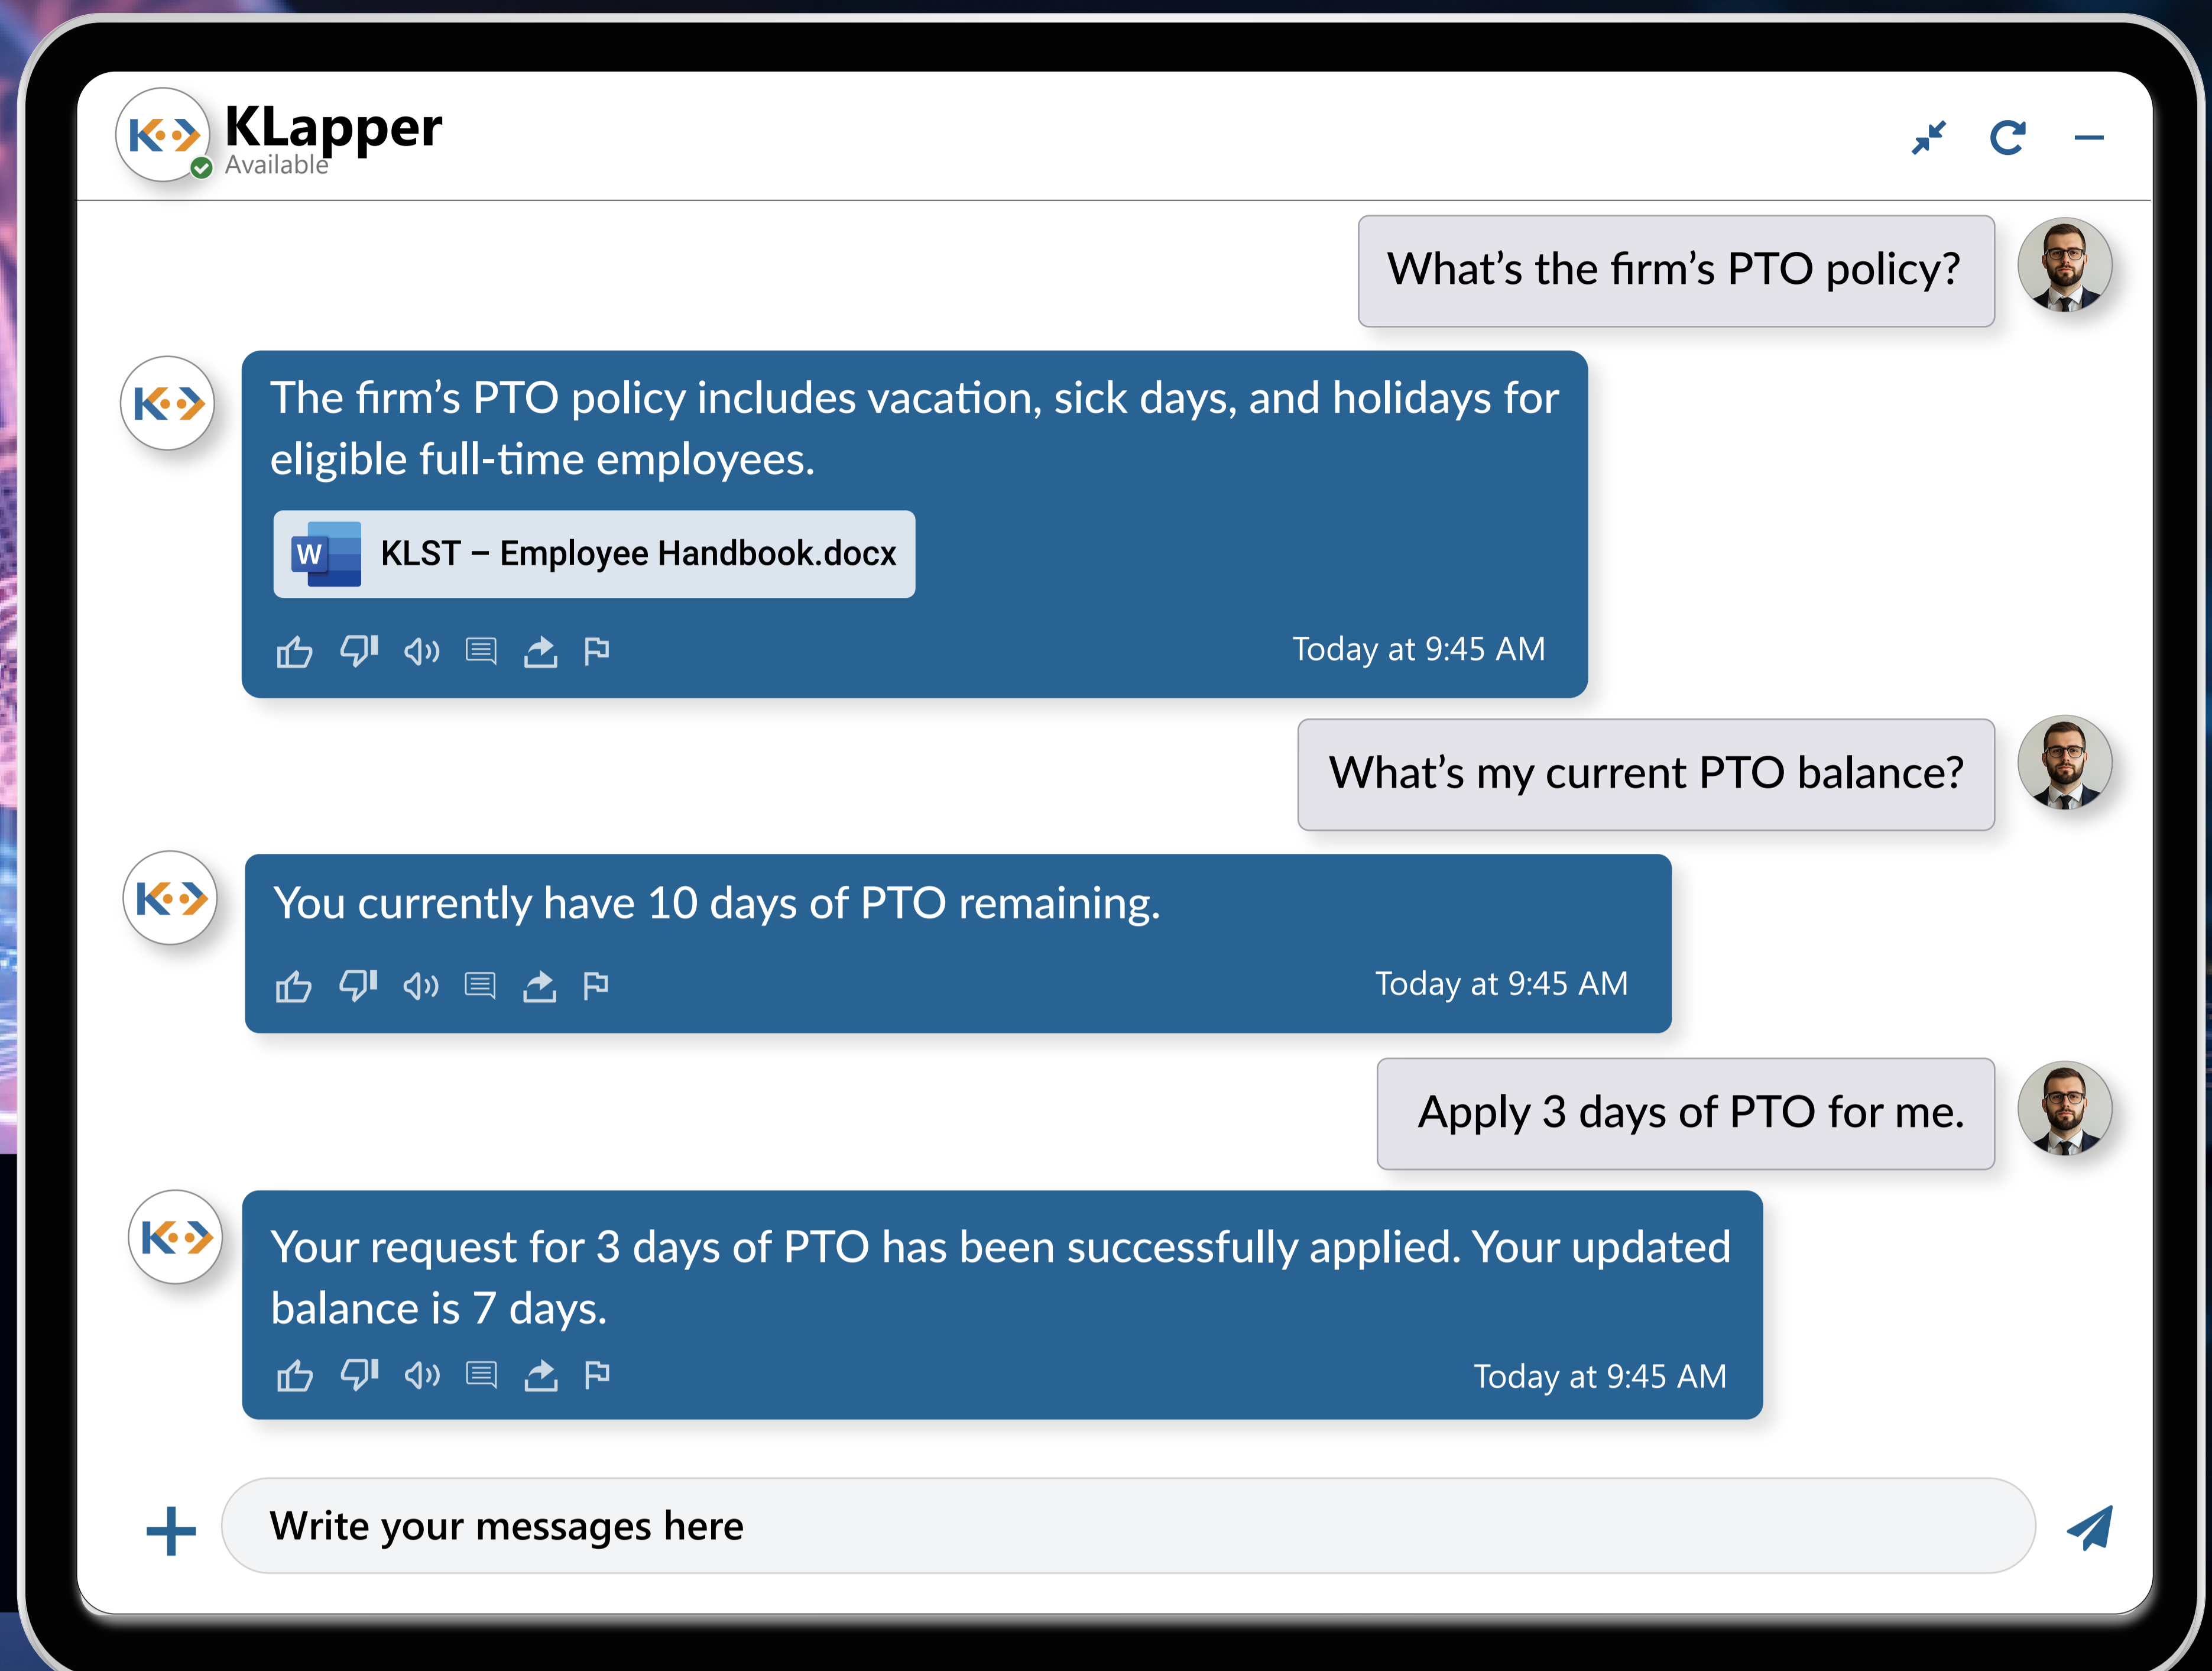 KLapper
Available
What’s the firm’s PTO policy?
The firm’s PTO policy includes vacation, sick days, and holidays for
eligible full-time employees.
W
KLST – Employee Handbook.docx
Today at 9:45 AM
What’s my current PTO balance?
You currently have 10 days of PTO remaining.
Today at 9:45 AM
Apply 3 days of PTO for me.
Your request for 3 days of PTO has been successfully applied. Your updated
balance is 7 days.
Today at 9:45 AM
Write your messages here